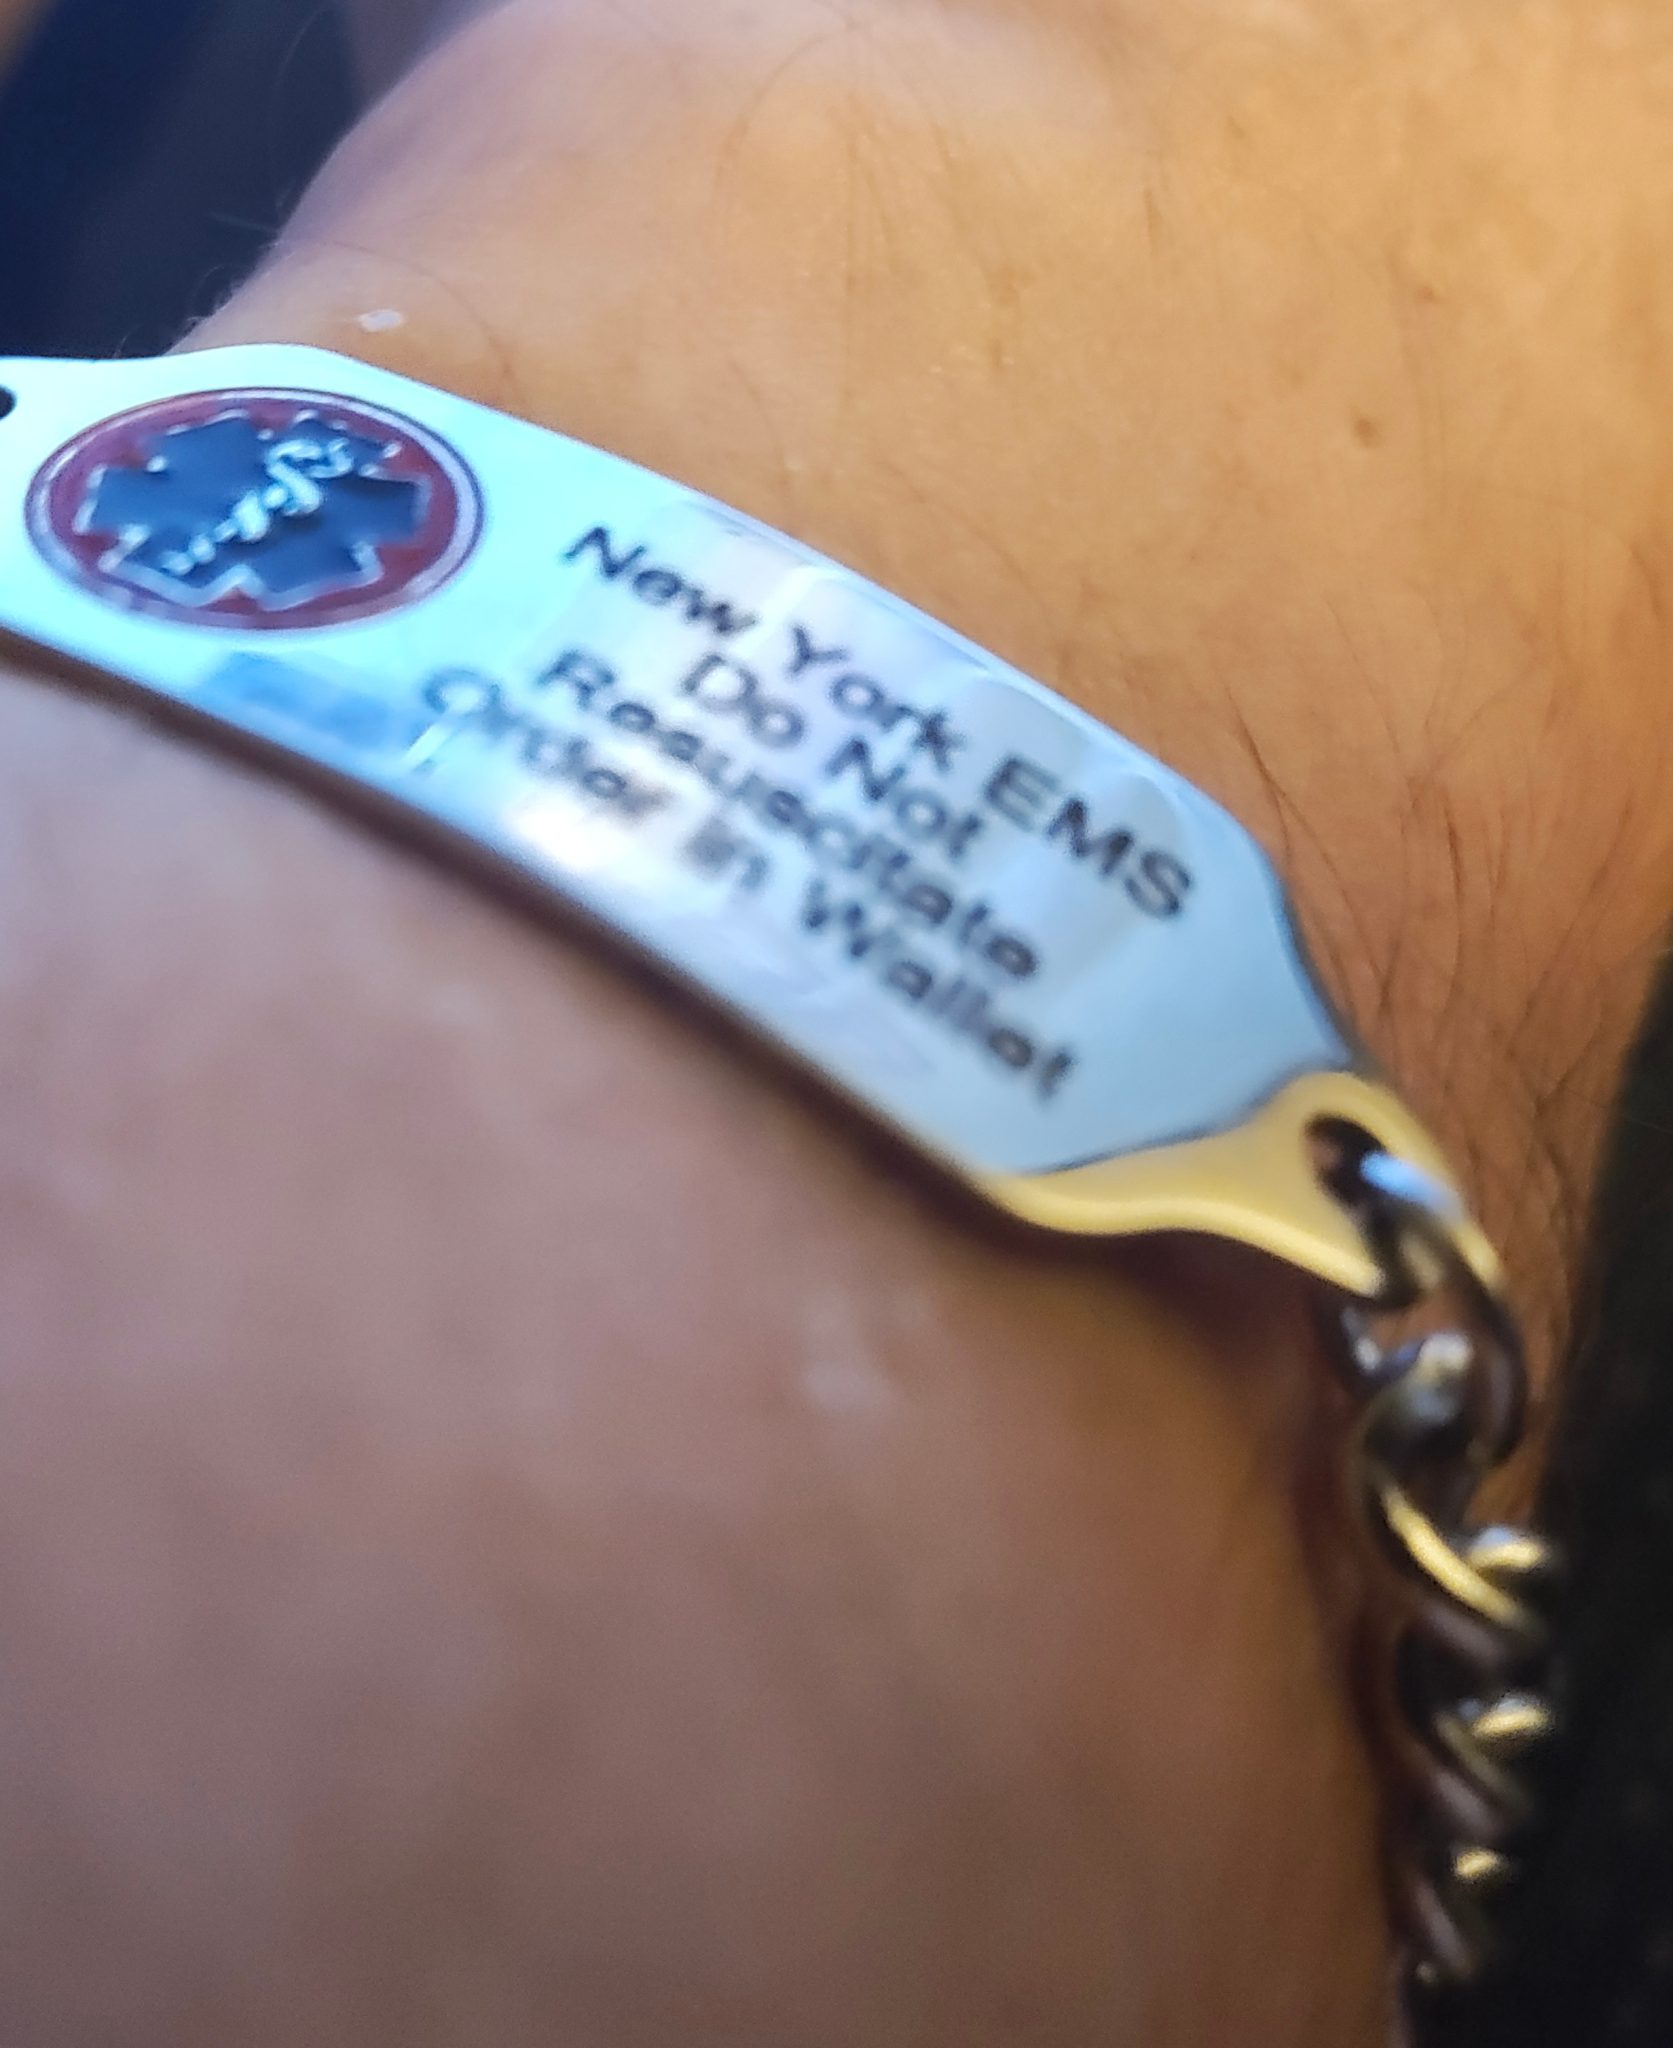 New York EMS
Do Not
Resuscitate
Order in Wallet